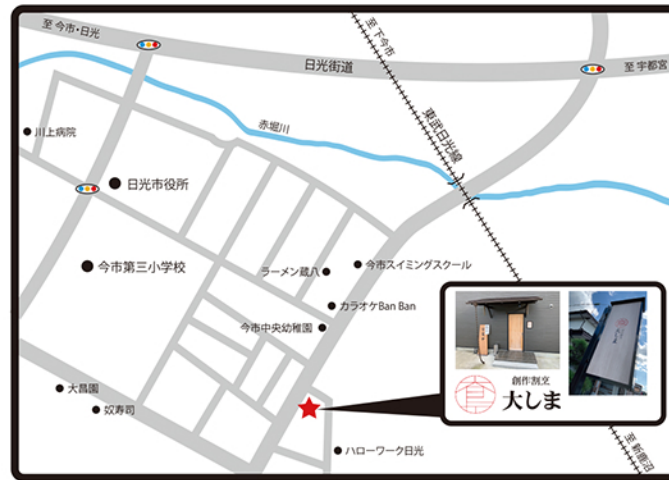 至 今市・日光
日光街道
至 下今市
至 宇都宮
赤堀川
東武日光線
川上病院
日光市役所
今市第三小学校
ラーメン蔵八
今市スイミングスクール
カラオケBan Ban
今市中央幼稚園
大昌園
奴寿司
創作割烹
大しま
ハローワーク日光
至 新鹿沼